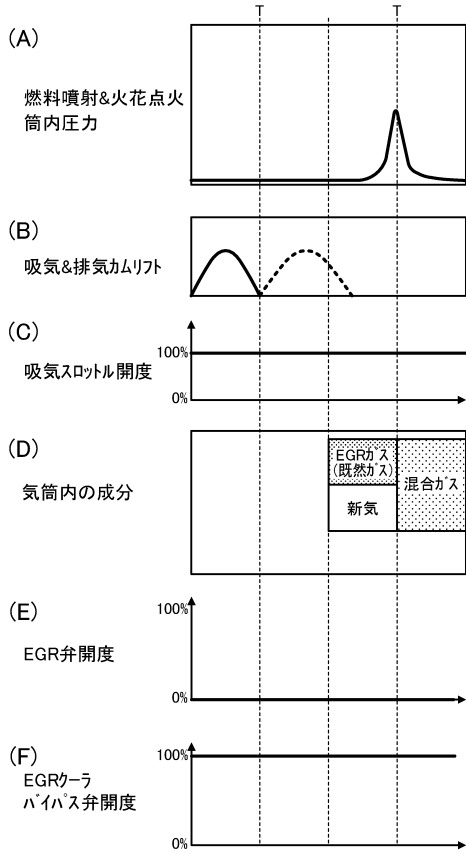 T
T
(A)
燃料噴射&火花点火
筒内圧力
(B)
吸気&排気カムリフト
(C)
100%
吸気スロットル開度
0%
(D)
EGRガス
(既然ガス)
混合ガス
気筒内の成分
新気
(E)
100%
EGR弁開度
0%
(F)
100%
EGRクーラ
バイパス弁開度
0%